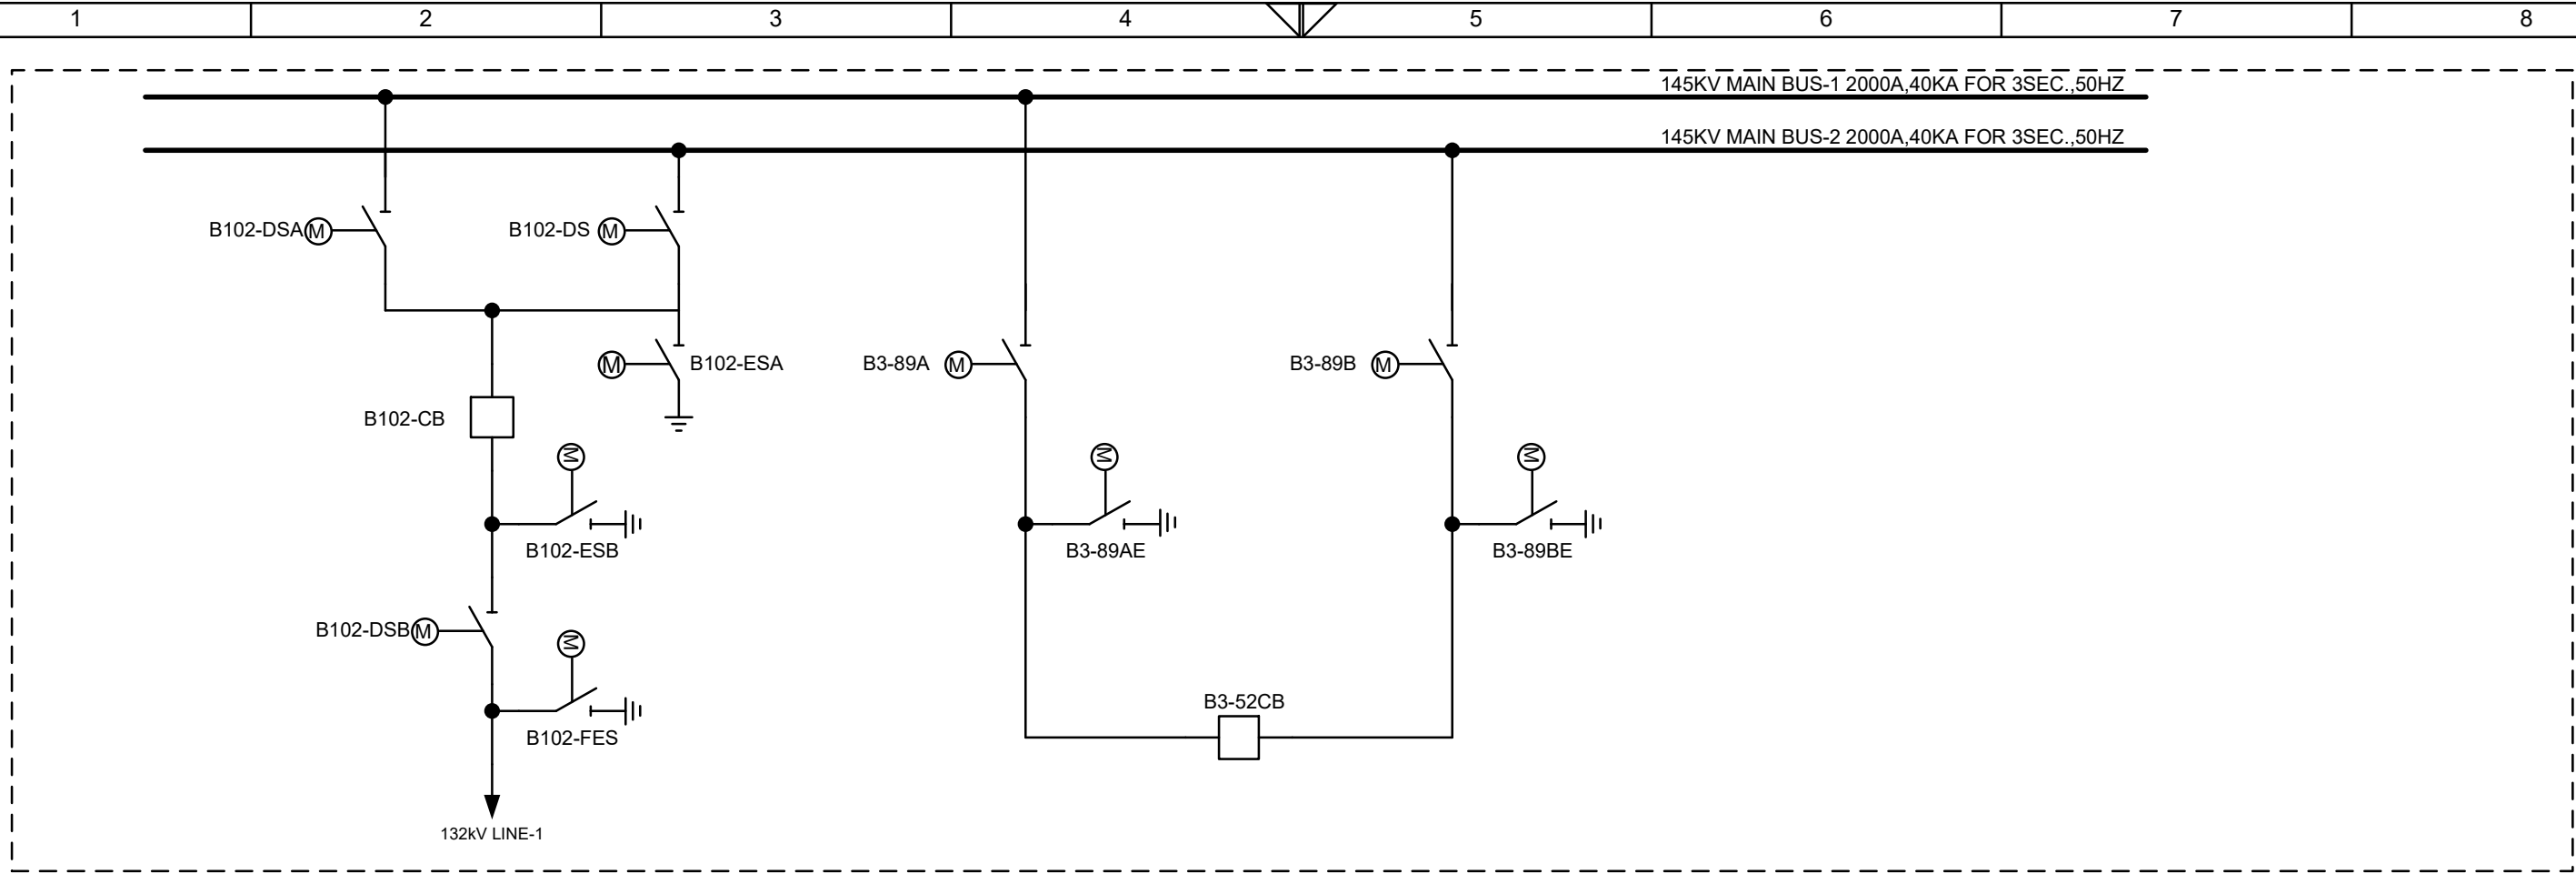 1 2 3 4 5 6 7 8
145KV MAIN BUS-1 2000A,40KA FOR 3SEC.,50HZ
145KV MAIN BUS-2 2000A,40KA FOR 3SEC.,50HZ
B102-DSA M
B102-DS M
M B102-ESA
B3-89A M
B3-89B M
B102-CB
M
M
M
B102-ESB
B3-89AE
B3-89BE
B102-DSB M
M
B3-52CB
B102-FES
132kV LINE-1